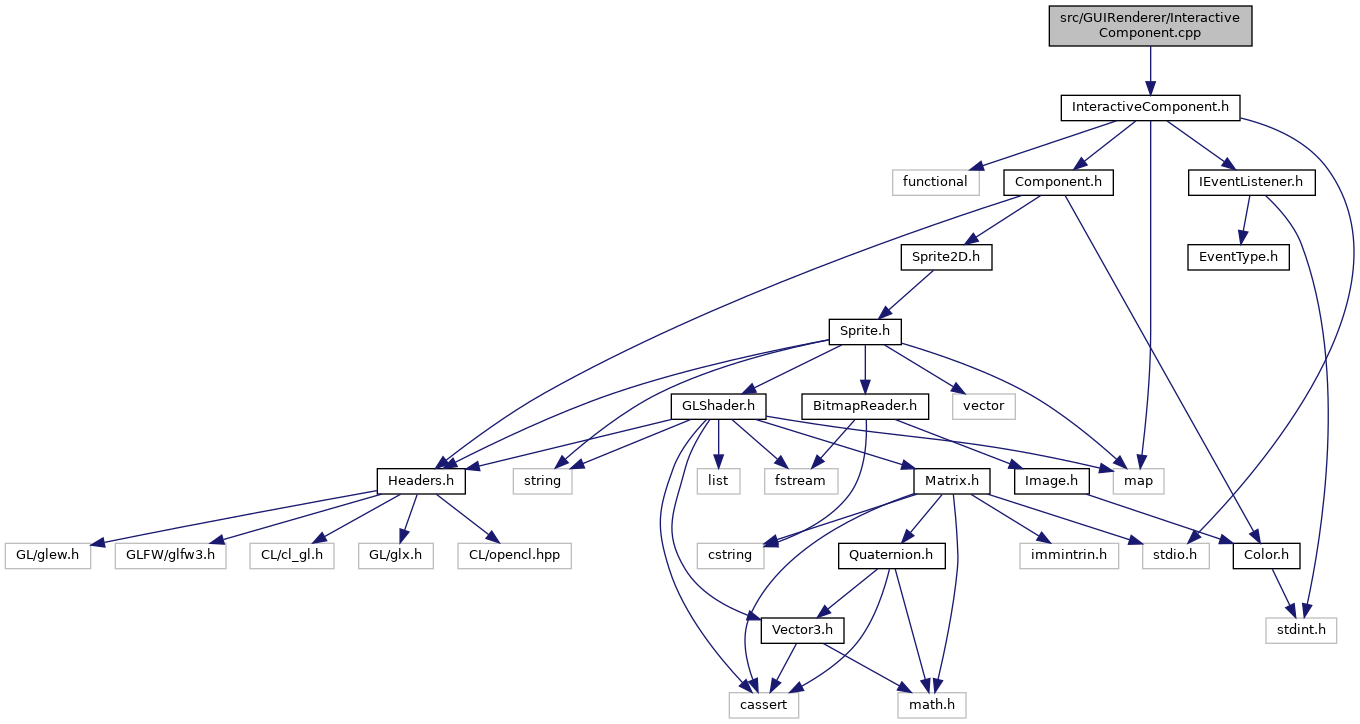 src/GUIRenderer/Interactive
Component.cpp
InteractiveComponent.h
functional
Component.h
IEventListener.h
Sprite2D.h
EventType.h
Sprite.h
GLShader.h
BitmapReader.h
vector
Headers.h
string
list
fstream
Matrix.h
Image.h
map
GL/glew.h
GLFW/glfw3.h
CL/cl_gl.h
GL/glx.h
CL/opencl.hpp
cstring
Quaternion.h
immintrin.h
stdio.h
Color.h
Vector3.h
stdint.h
cassert
math.h